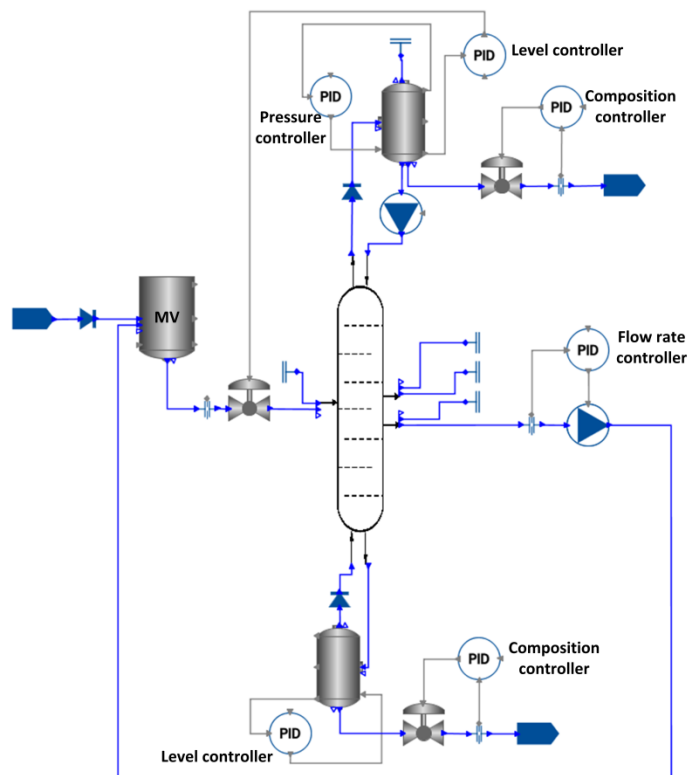 Level controller
PID
PID
Pressure
controller
PID
Composition
controller
MV
PID
Flow rate
controller
PID
Composition
controller
PID
Level controller